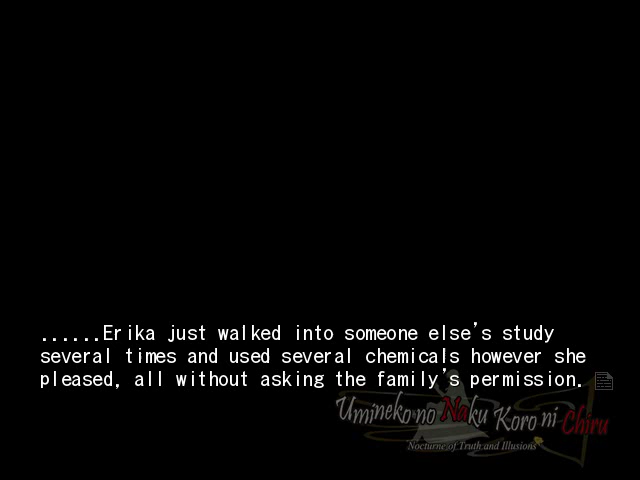 ......Erika just walked into someone else's study
several times and used several chemicals however she
pleased, all without asking the family's permission.
Umineko no Naku Koro ni Chiru
Nocturne of Truth and Illusions